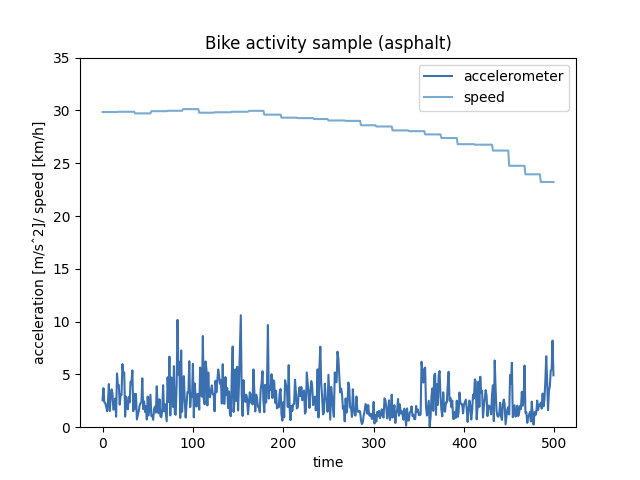 Bike activity sample (asphalt)
accelerometer
speed
35
30
25
20
15
10
5
0
acceleration [m/sˆ2]/ speed [km/h]
0 100 200 300 400 500
time